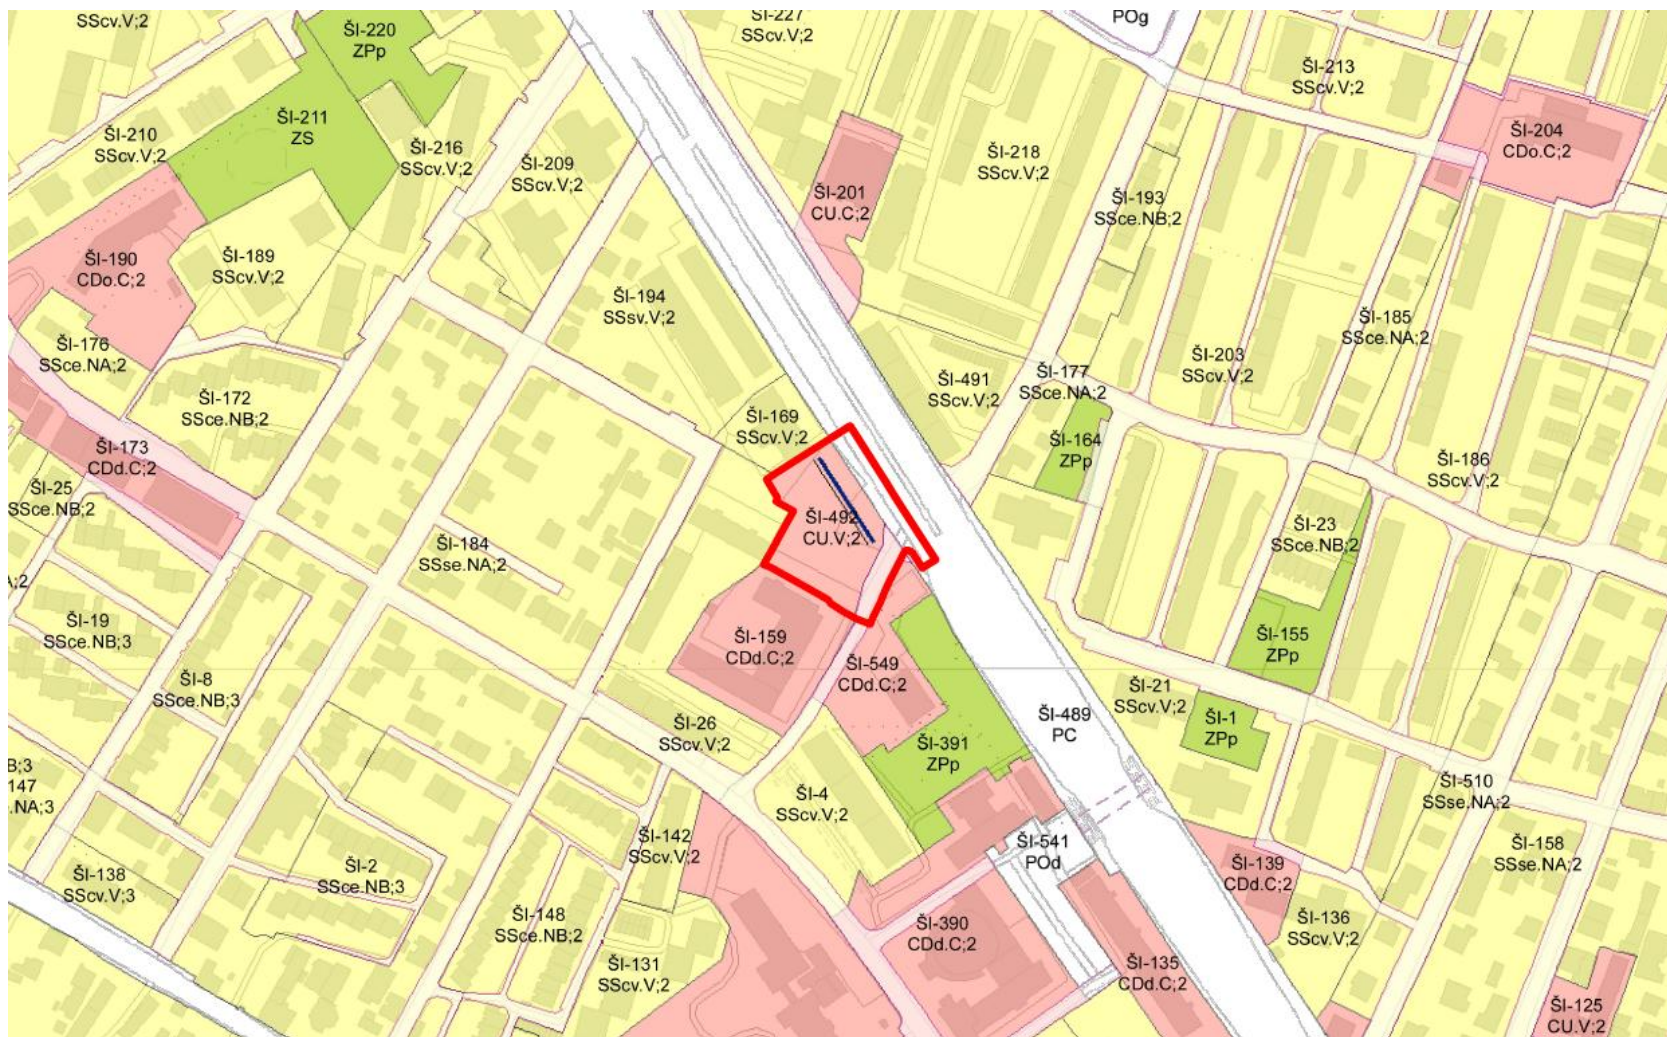 SScv.V;2
ŠI-220
ZPp
ŠI-227
SScv.V;2
POg
ŠI-213
SScv.V;2
ŠI-204
CDo.C;2
ŠI-211
ZS
ŠI-210
SScv.V;2
ŠI-216
SScv.V;2
ŠI-209
SScv.V;2
ŠI-218
SScv.V;2
ŠI-201
CU.C;2
ŠI-193
SSce.NB;2
ŠI-190
CDo.C;2
ŠI-189
SScv.V;2
ŠI-194
SSsv.V;2
ŠI-185
SSce.NA;2
ŠI-176
SSce.NA;2
ŠI-203
SScv.V;2
ŠI-177
SSce.NA;2
ŠI-491
SScv.V;2
ŠI-172
SSce.NB;2
ŠI-169
SScv.V;2
ŠI-164
ZPp
ŠI-173
CDd.C;2
ŠI-186
SScv.V;2
ŠI-25
SSce.NB;2
ŠI-492
CU.V;2
ŠI-23
SSce.NB;2
ŠI-184
SSse.NA;2
A;2
ŠI-19
SSce.NB;3
ŠI-159
CDd.C;2
ŠI-155
ZPp
ŠI-549
CDd.C;2
ŠI-8
SSce.NB;3
ŠI-21
SScv.V;2
ŠI-489
PC
ŠI-1
ZPp
ŠI-26
SScv.V;2
ŠI-391
ZPp
B;3
147
.NA;3
ŠI-510
SSse.NA;2
ŠI-4
SScv.V;2
ŠI-142
SScv.V;2
ŠI-541
POd
ŠI-158
SSse.NA;2
ŠI-139
CDd.C;2
ŠI-2
SSce.NB;3
ŠI-138
SScv.V;3
ŠI-148
SSce.NB;2
ŠI-390
CDd.C;2
ŠI-136
SScv.V;2
ŠI-131
SScv.V;2
ŠI-135
CDd.C;2
ŠI-125
CU.V;2